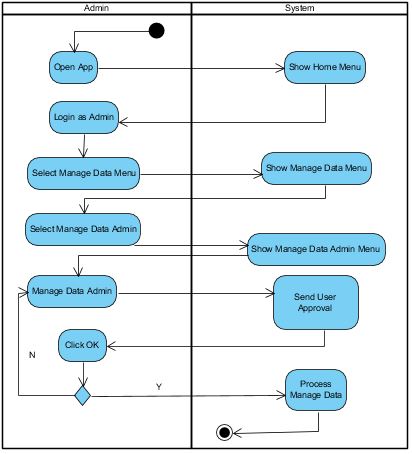 Admin
System
Open App
Show Home Menu
Login as Admin
Select Manage Data Menu
Show Manage Data Menu
Select Manage Data Admin
Show Manage Data Admin Menu
Manage Data Admin
Send User
Approval
Click OK
N
Y
Process
Manage Data